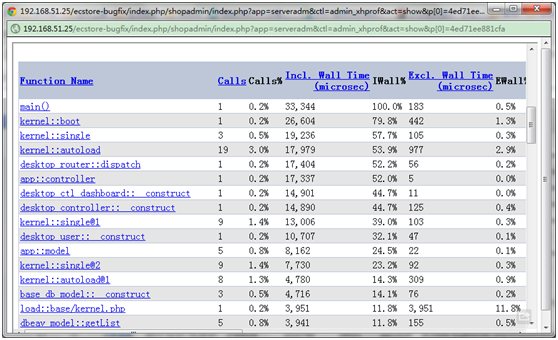 192.168.51.25/ecstore-bugfix/index.php/shopadmin/index.php?app=serveradm&ctl=admin_xhprof&act=show&p[0]=4ed71ee...
192.168.51.25/ecstore-bugfix/index.php/shopadmin/index.php?app=serveradm&ctl=admin_xhprof&act=show&p[0]=4ed71ee881cfa
Function Name Calls Calls% Incl. Wall Time (microsec) IWall% Excl. Wall Time (microsec) EWall%
main() 1 0.2% 33,344 100.0% 183 0.5%
kernel::boot 1 0.2% 26,604 79.8% 442 1.3%
kernel::single 3 0.5% 19,236 57.7% 105 0.3%
kernel::autoload 19 3.0% 17,979 53.9% 977 2.9%
desktop_router::dispatch 1 0.2% 17,404 52.2% 56 0.2%
app::controller 1 0.2% 17,337 52.0% 5 0.0%
desktop_ctl_dashboard::__construct 1 0.2% 14,901 44.7% 11 0.0%
desktop_controller::__construct 1 0.2% 14,890 44.7% 125 0.4%
kernel::single@1 9 1.4% 13,006 39.0% 103 0.3%
desktop_user::__construct 1 0.2% 10,707 32.1% 47 0.1%
app::model 5 0.8% 8,162 24.5% 22 0.1%
kernel::single@2 9 1.4% 7,730 23.2% 92 0.3%
kernel::autoload@1 8 1.3% 4,780 14.3% 309 0.9%
base_db_model::__construct 3 0.5% 4,716 14.1% 76 0.2%
load::base/kernel.php 1 0.2% 3,951 11.8% 3,951 11.8%
dbeav_model::getList 5 0.8% 3,941 11.8% 155 0.5%